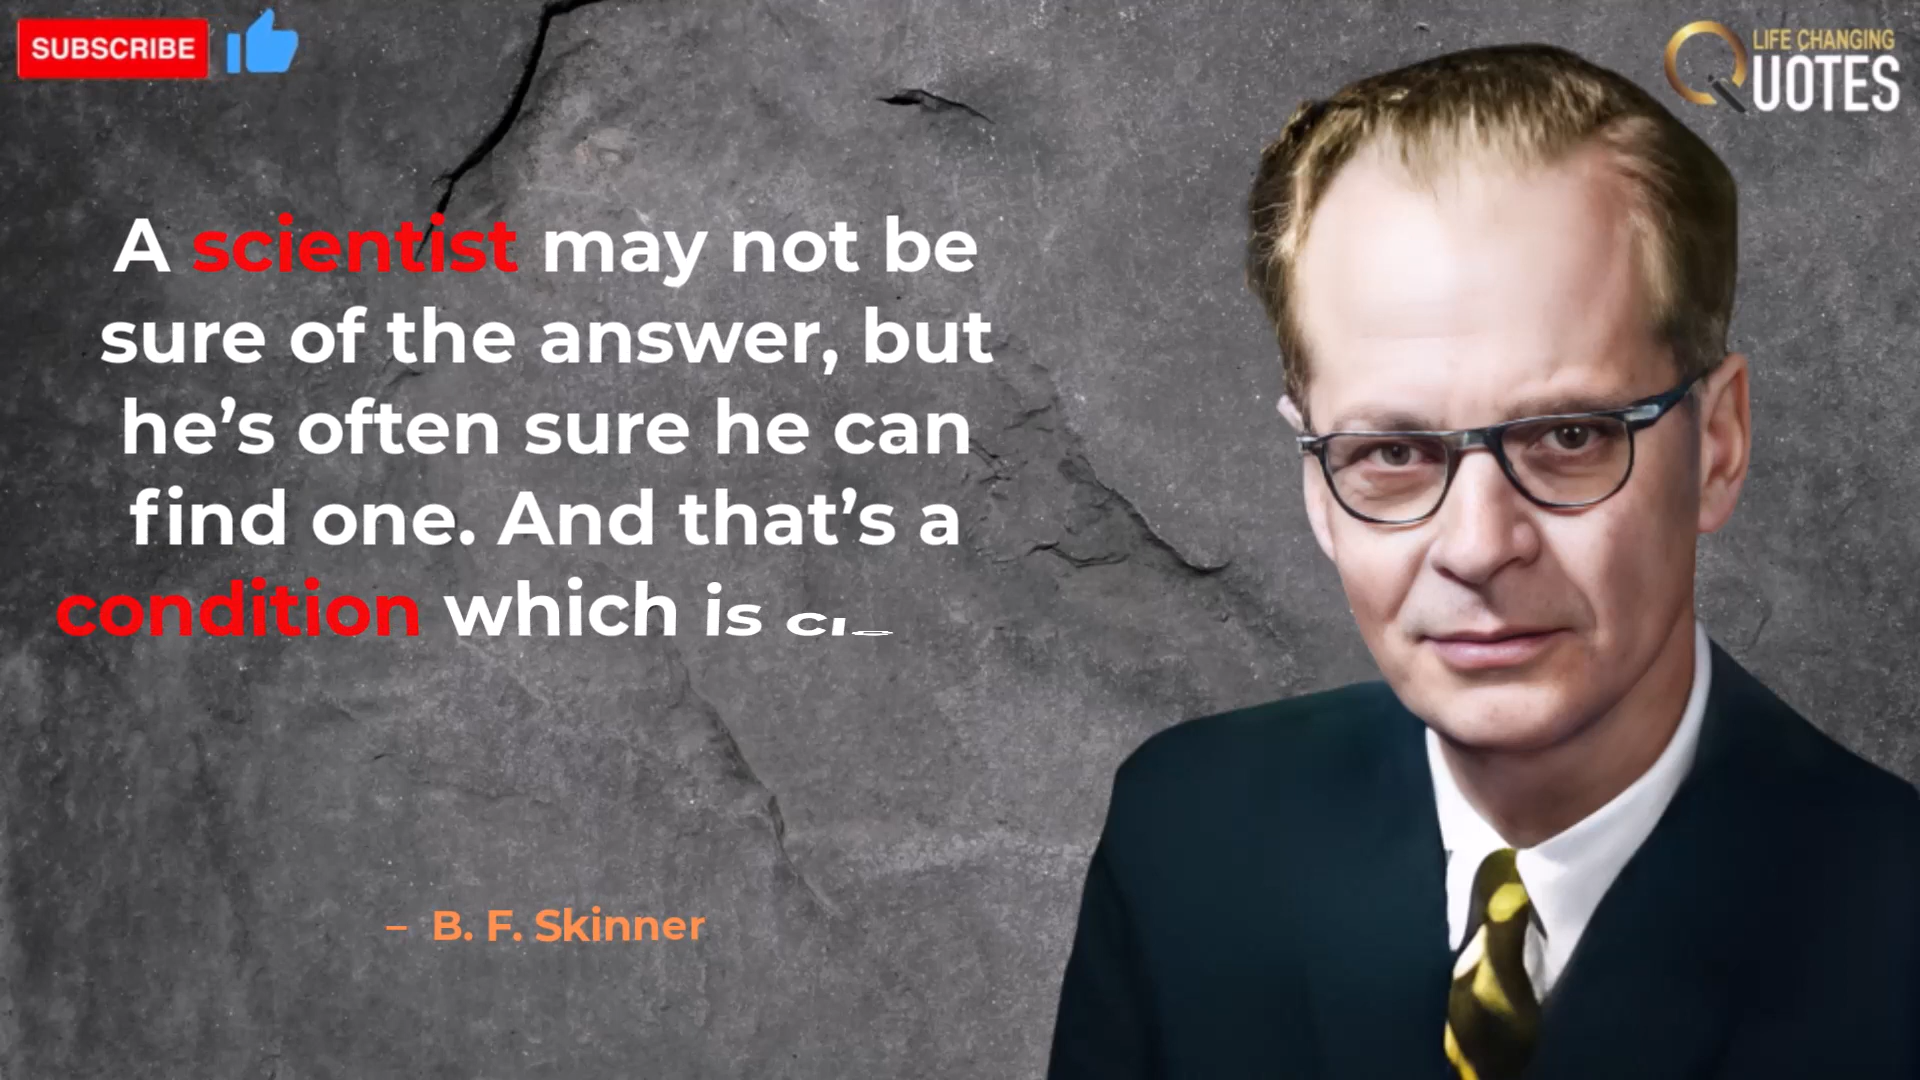 SUBSCRIBE
LIFE CHANGING
QUOTES
A scientist may not be
sure of the answer, but
he’s often sure he can
find one. And that’s a
condition which is
– B. F. Skinner